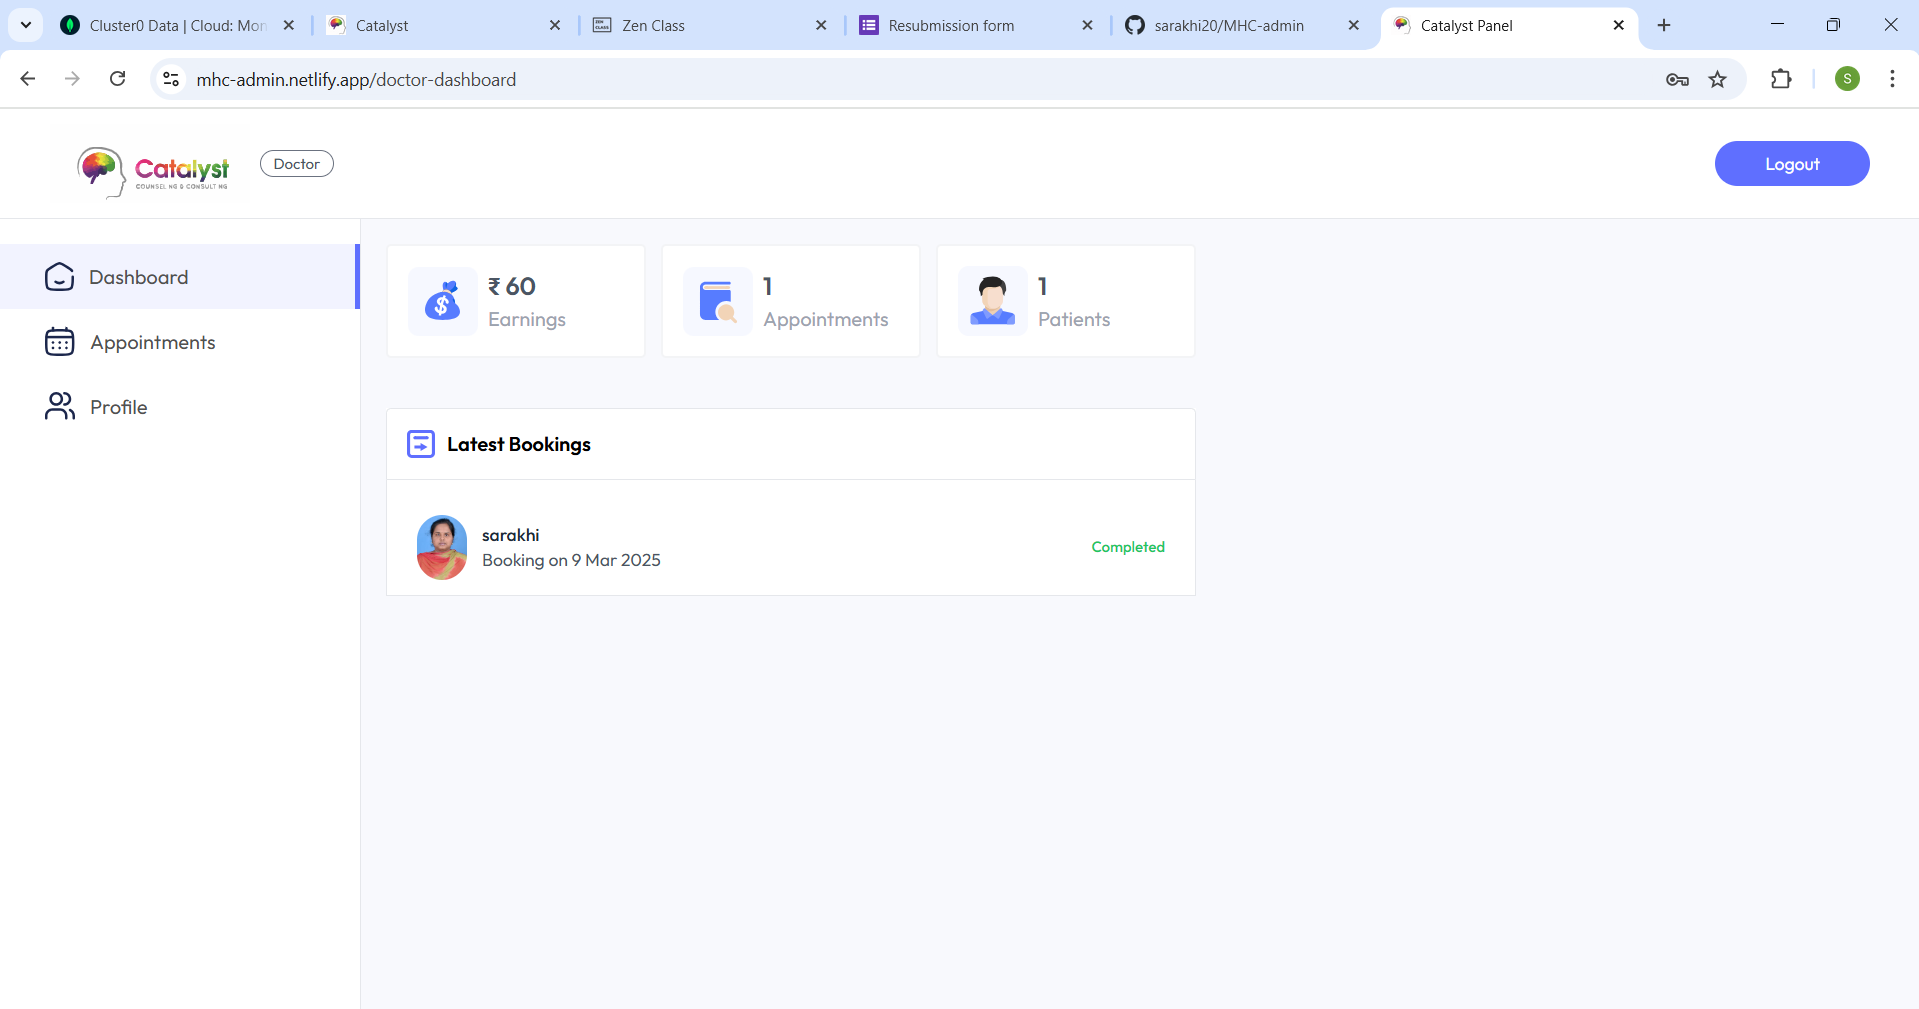 Cluster0 Data | Cloud: Mon
Catalyst
Zen Class
Resubmission form
sarakhi20/MHC-admin
Catalyst Panel
mhc-admin.netlify.app/doctor-dashboard
S
Catalyst
COUNSELING & CONSULTING
Doctor
Logout
Dashboard
Appointments
Profile
₹ 60
Earnings
1
Appointments
1
Patients
Latest Bookings
sarakhi
Booking on 9 Mar 2025
Completed